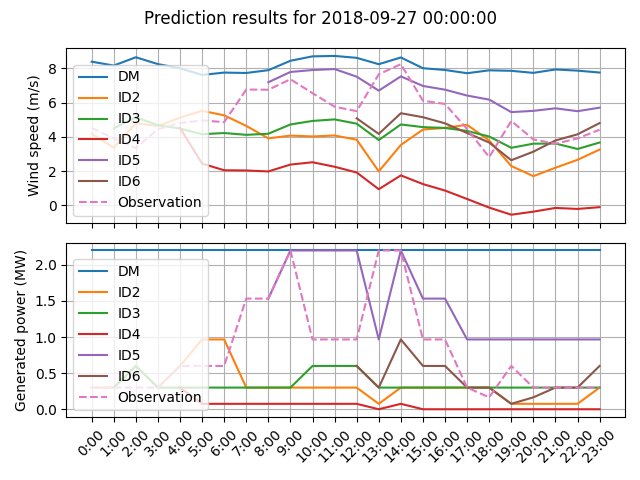 Prediction results for 2018-09-27 00:00:00
Wind speed (m/s)
8
6
4
2
0
DM
ID2
ID3
ID4
ID5
ID6
Observation
Generated power (MW)
2.0
1.5
1.0
0.5
0.0
DM
ID2
ID3
ID4
ID5
ID6
Observation
0:00 1:00 2:00 3:00 4:00 5:00 6:00 7:00 8:00 9:00 10:00 11:00 12:00 13:00 14:00 15:00 16:00 17:00 18:00 19:00 20:00 21:00 22:00 23:00